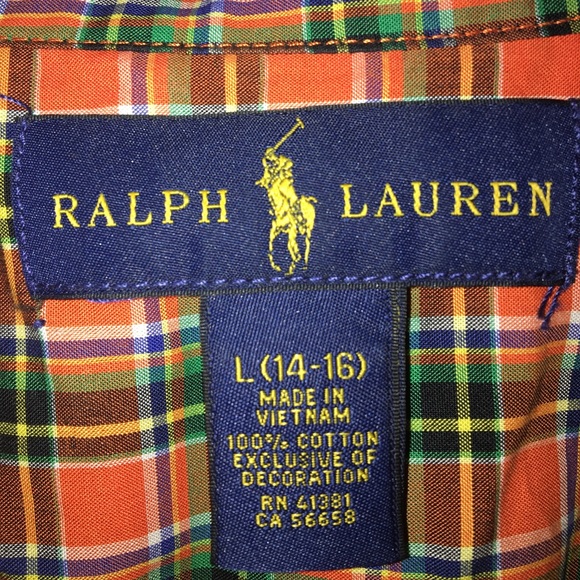 RALPH LAUREN
L (14-16)
MADE IN
VIETNAM
100% COTTON
EXCLUSIVE OF
DECORATION
RN 41381
CA 56658